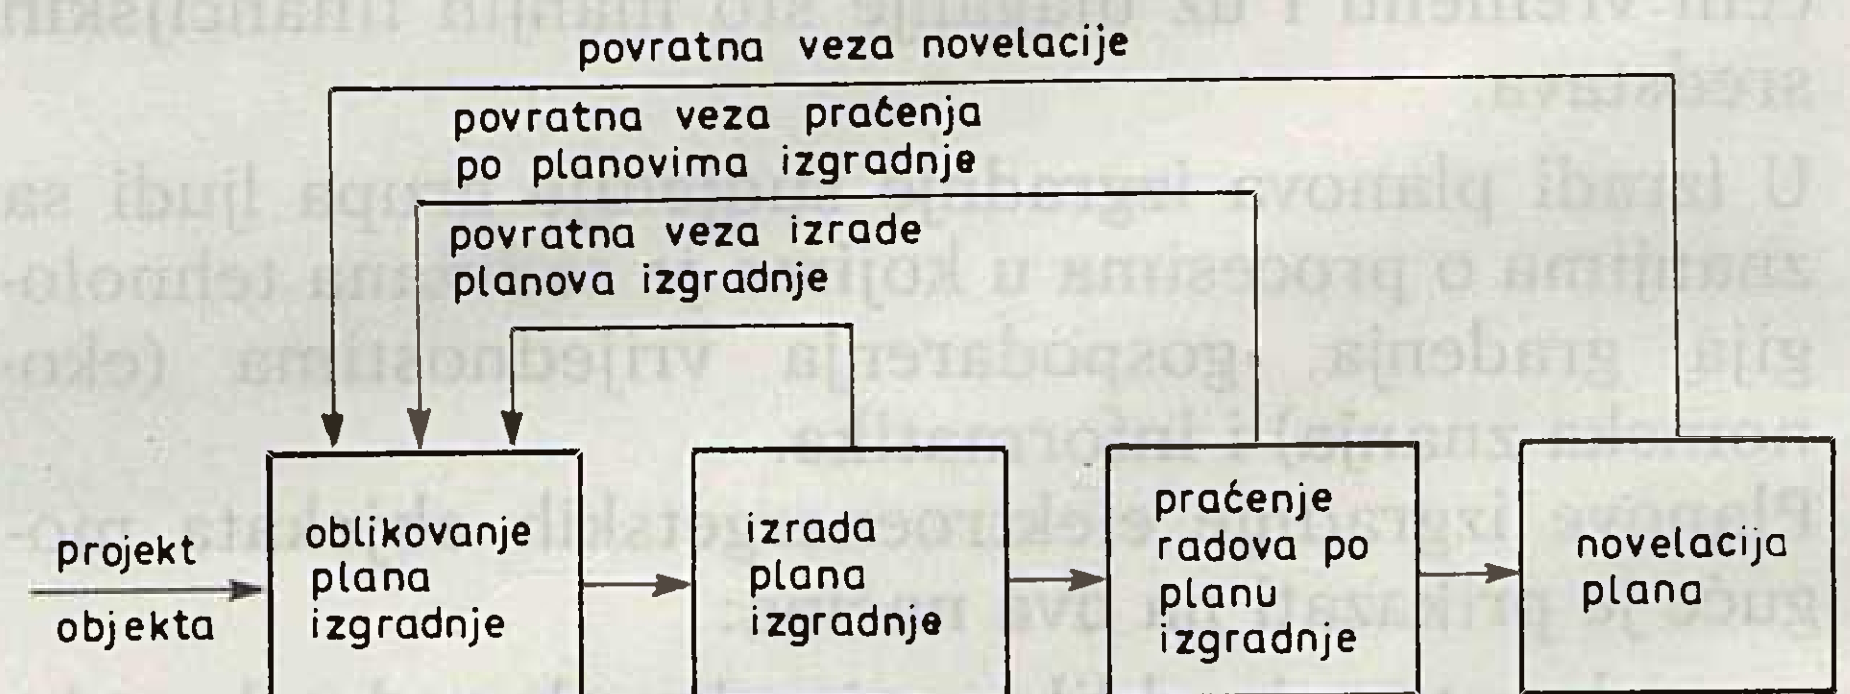 povratna veza novelacije
povratna veza praćenja
po planovima izgradnje
povratna veza izrade
planova izgradnje
projekt
objekta
oblikovanje
plana
izgradnje
izrada
plana
izgradnje
praćenje
radova po
planu
izgradnje
novelacija
plana